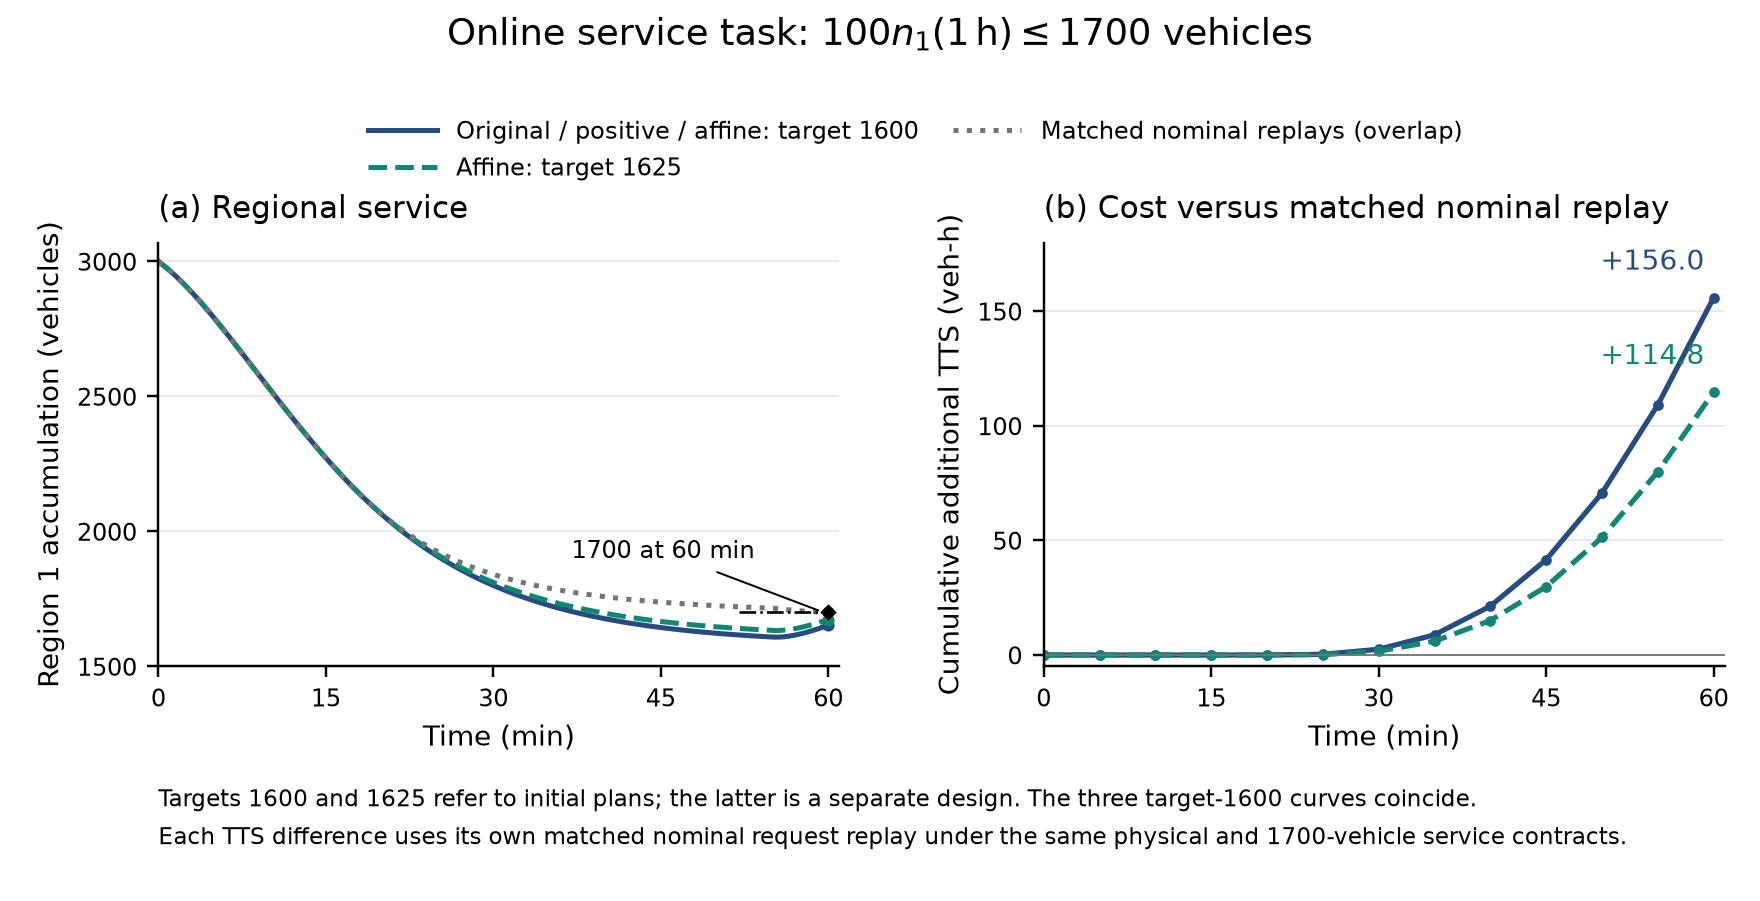 Online service task: 100n₁(1 h) ≤ 1700 vehicles
Original / positive / affine: target 1600
Matched nominal replays (overlap)
Affine: target 1625
(a) Regional service
Region 1 accumulation (vehicles)
3000
2500
2000
1500
1700 at 60 min
0 15 30 45 60
Time (min)
(b) Cost versus matched nominal replay
Cumulative additional TTS (veh-h)
150
100
50
0
+156.0
+114.8
0 15 30 45 60
Time (min)
Targets 1600 and 1625 refer to initial plans; the latter is a separate design. The three target-1600 curves coincide.
Each TTS difference uses its own matched nominal request replay under the same physical and 1700-vehicle service contracts.